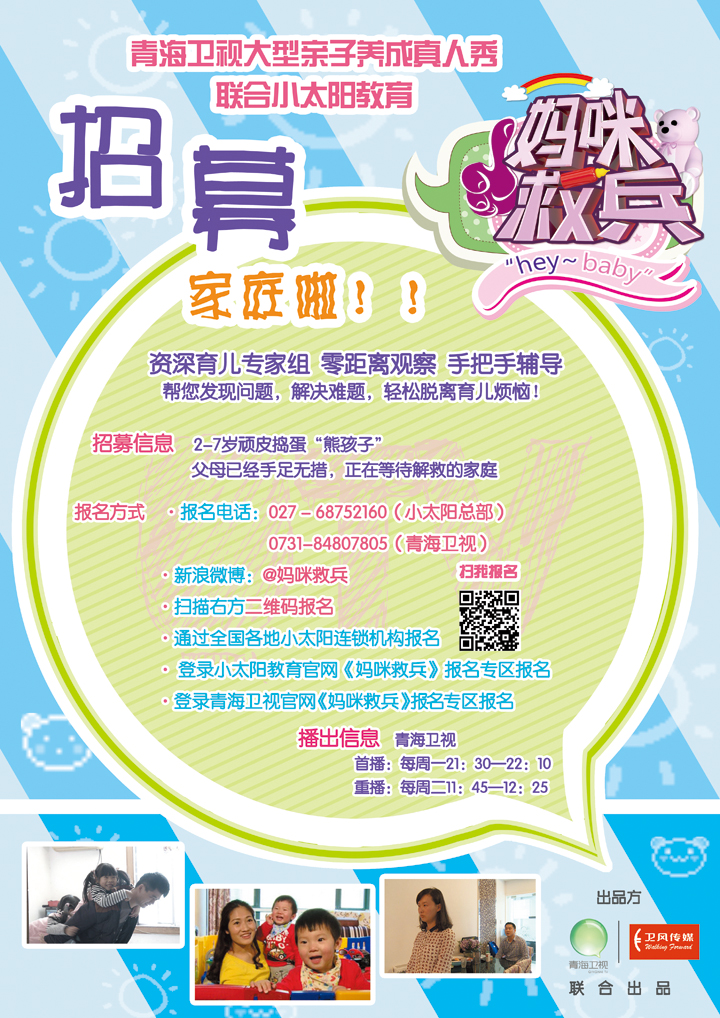 青海卫视大型亲子养成真人秀
联合小太阳教育
招募
家庭啦！！
妈咪
救兵
“hey~baby”
资深育儿专家组 零距离观察 手把手辅导
帮您发现问题，解决难题，轻松脱离育儿烦恼！
招募信息 2-7岁顽皮捣蛋“熊孩子”
父母已经手足无措，正在等待解救的家庭
报名方式 ·报名电话：027-68752160（小太阳总部）
0731-84807805（青海卫视）
·新浪微博：@妈咪救兵
扫我报名
·扫描右方二维码报名
·通过全国各地小太阳连锁机构报名
· 登录小太阳教育官网《妈咪救兵》报名专区报名
·登录青海卫视官网《妈咪救兵》报名专区报名
播出信息 青海卫视
首播：每周一21：30—22：10
重播：每周二11：45—12：25
出品方
青海卫视
卫风传媒
Walking Forward
联合出品